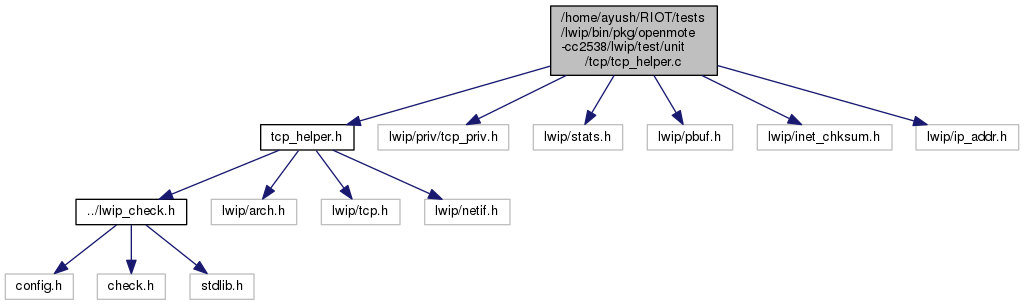 /home/ayush/RIOT/tests
/lwip/bin/pkg/openmote
-cc2538/lwip/test/unit
/tcp/tcp_helper.c
tcp_helper.h
lwip/priv/tcp_priv.h
lwip/stats.h
lwip/pbuf.h
lwip/inet_chksum.h
lwip/ip_addr.h
../lwip_check.h
lwip/arch.h
lwip/tcp.h
lwip/netif.h
config.h
check.h
stdlib.h